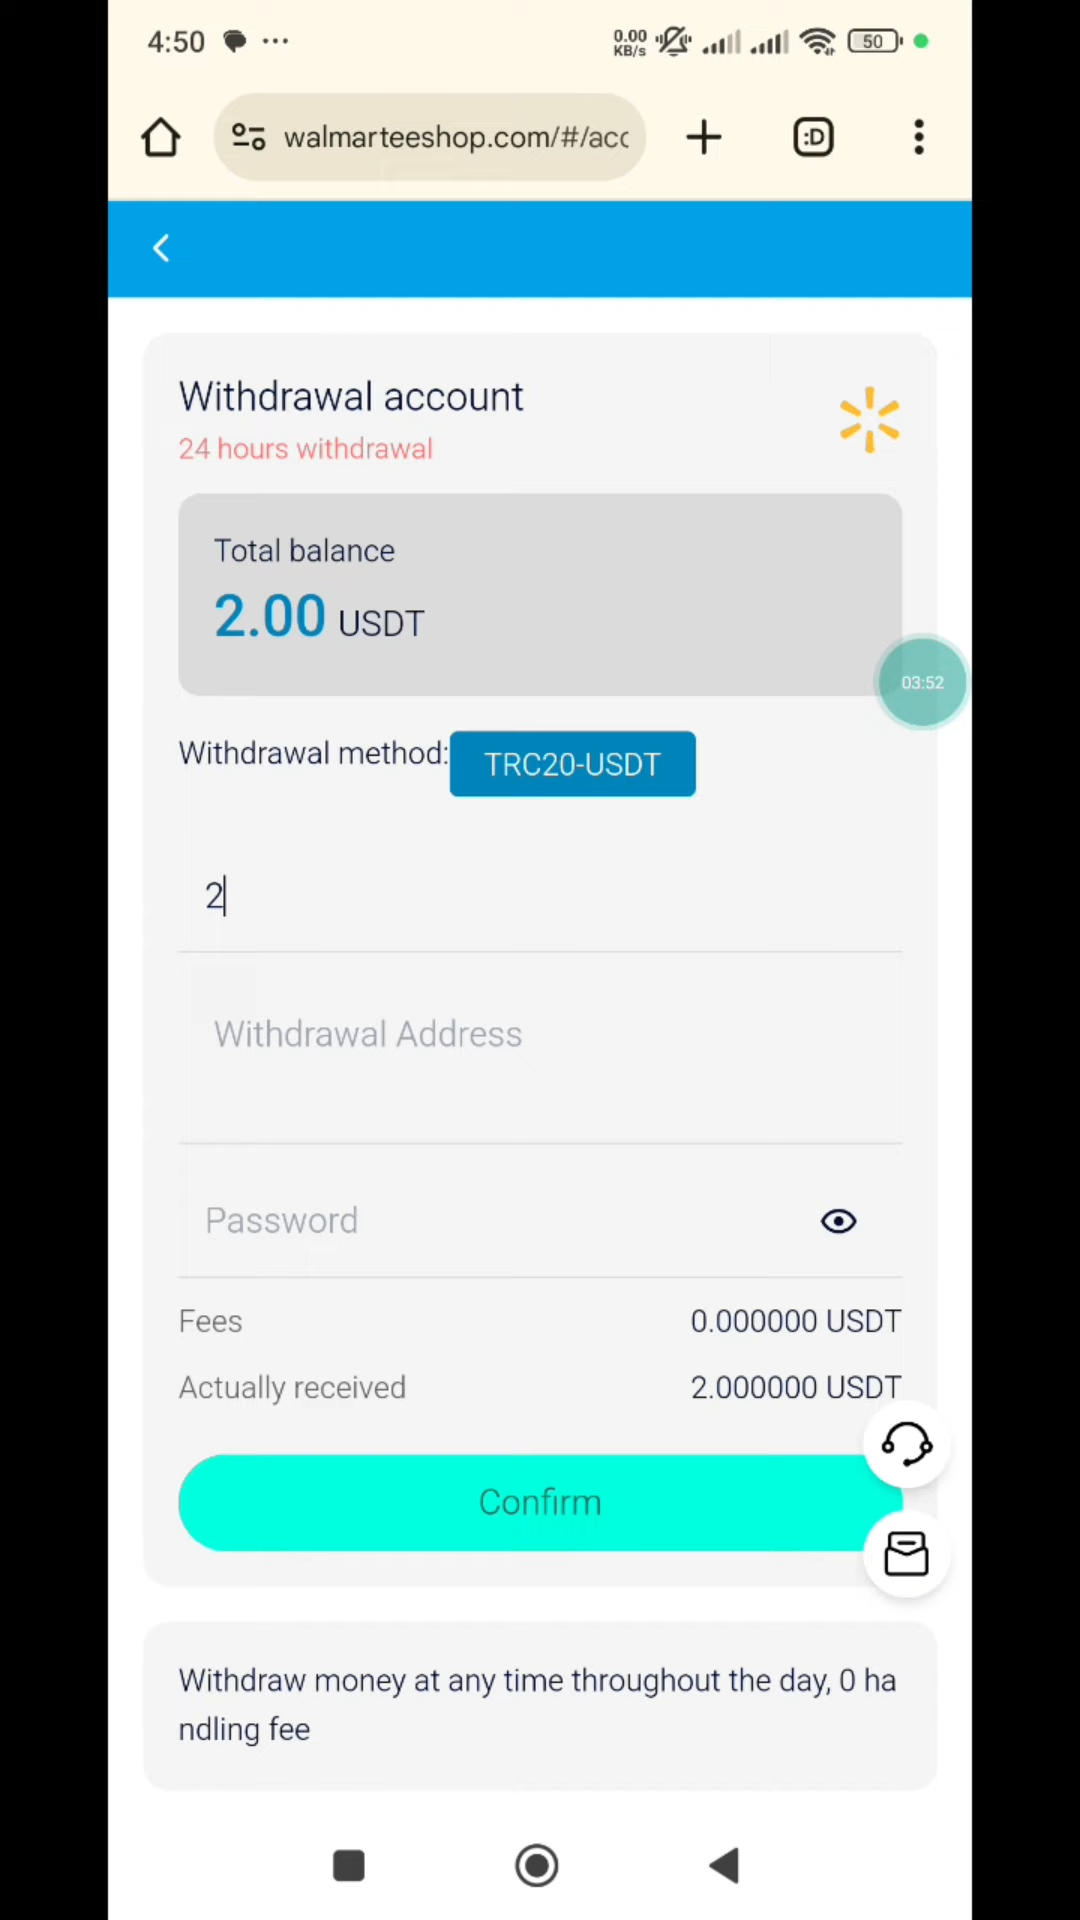 4:50
0.00
KB/s
50
walmarteeshop.com/#/acc
:D
Withdrawal account
24 hours withdrawal
Total balance
2.00 USDT
03:52
Withdrawal method: TRC20-USDT
2
Withdrawal Address
Password
Fees 0.000000 USDT
Actually received 2.000000 USDT
Confirm
Withdraw money at any time throughout the day, 0 ha
ndling fee